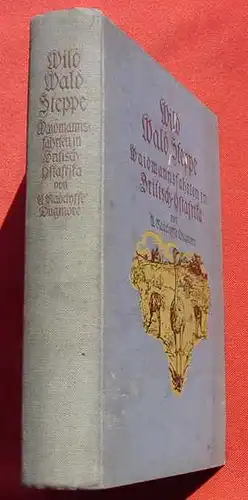 Wild
Wald
Steppe
Waidmanns-
fahrten in
Britisch-
Ostafrika
von
A. Radclyffe
Dugmore
Wild
Wald Steppe
Waidmannsfahrten in
Britisch-Ostafrika
von
A. Radclyffe Dugmore